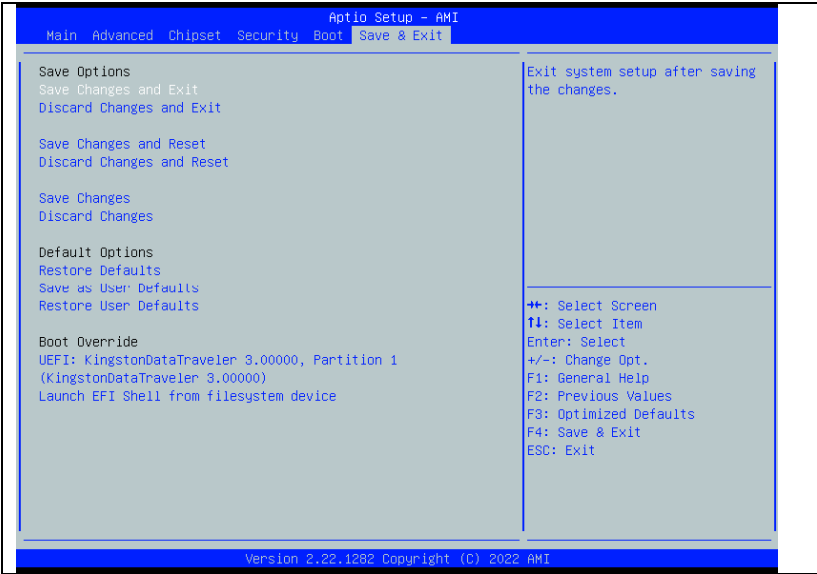 Aptio Setup – AMI
Main Advanced Chipset Security Boot Save & Exit
Save Options
Save Changes and Exit
Discard Changes and Exit
Save Changes and Reset
Discard Changes and Reset
Save Changes
Discard Changes
Default Options
Restore Defaults
Save as User Defaults
Restore User Defaults
Boot Override
UEFI: KingstonDataTraveler 3.00000, Partition 1
(KingstonDataTraveler 3.00000)
Launch EFI Shell from filesystem device
Exit system setup after saving
the changes.
→←: Select Screen
↑↓: Select Item
Enter: Select
+/-: Change Opt.
F1: General Help
F2: Previous Values
F3: Optimized Defaults
F4: Save & Exit
ESC: Exit
Version 2.22.1282 Copyright (C) 2022 AMI